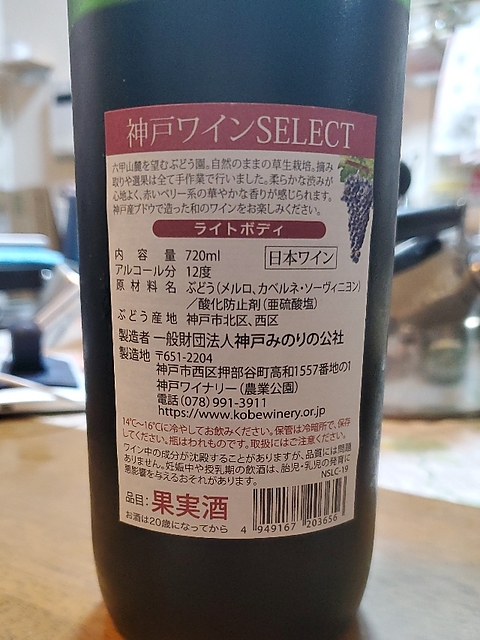 神戸ワインSELECT
六甲山麓を望むぶどう園。自然のままの草生栽培。摘み
取りや選果は全て手作業で行いました。柔らかな渋みが
心地よく、赤いベリー系の華やかな香りが感じられます。
神戸産ブドウで造った和のワインをお楽しみください。
ライトボディ
内容量 720ml 日本ワイン
アルコール分 12度
原材料名 ぶどう(メルロ、カベルネ・ソーヴィニヨン)
/酸化防止剤(亜硫酸塩)
ぶどう産地 神戸市北区、西区
製造者 一般財団法人神戸みのりの公社
製造地 〒651-2204
神戸市西区押部谷町高和1557番地の1
神戸ワイナリー(農業公園)
電話(078)991-3911
https://www.kobewinery.or.jp
14℃~16℃に冷やしてお飲みください。保管は冷暗所で、保存
してください。瓶はわれものです。取扱にはご注意ください。
ワイン中の成分が沈殿することがありますが、品質には問題
ありません。妊娠中や授乳期の飲酒は、胎児・乳児の発育に
悪影響を与えるおそれがあります。
NSLC-19
品目:果実酒
お酒は20歳になってから
4 949167 203656